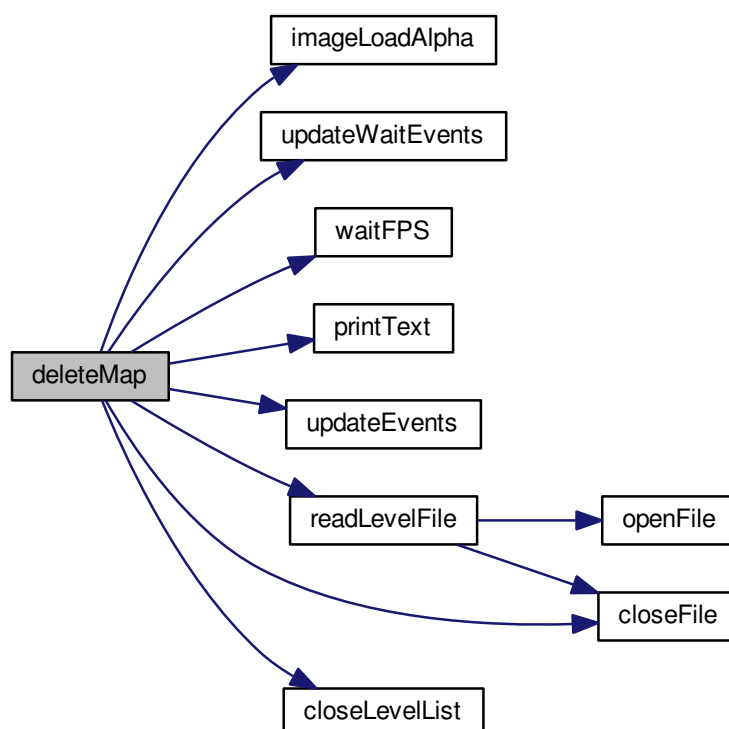 imageLoadAlpha
updateWaitEvents
waitFPS
printText
deleteMap
updateEvents
readLevelFile
openFile
closeFile
closeLevelList